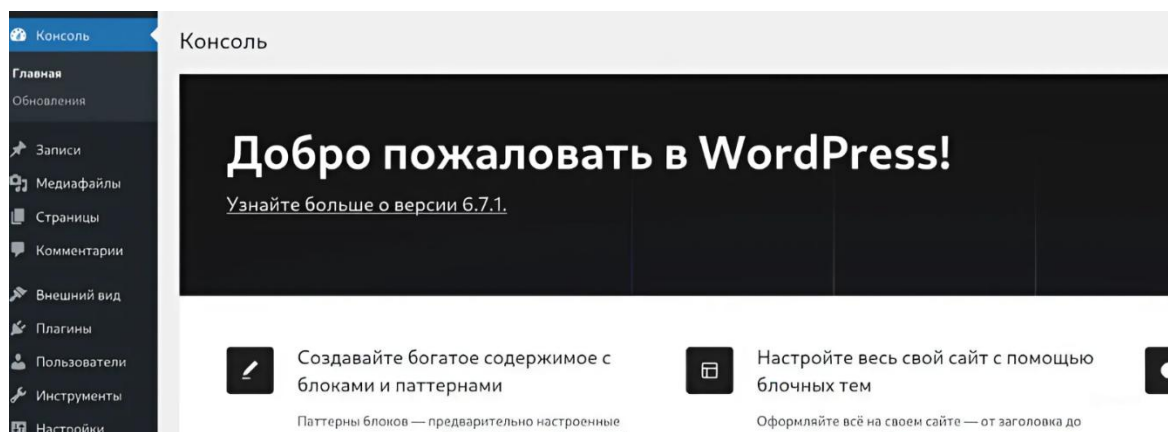 Консоль
Главная
Обновления
Записи
Медиафайлы
Страницы
Комментарии
Внешний вид
Плагины
Пользователи
Инструменты
Настройки
Консоль
Добро пожаловать в WordPress!
Узнайте больше о версии 6.7.1.
Создавайте богатое содержимое с
блоками и паттернами
Паттерны блоков — предварительно настроенные
Настройте весь свой сайт с помощью
блочных тем
Оформляйте всё на своем сайте — от заголовка до